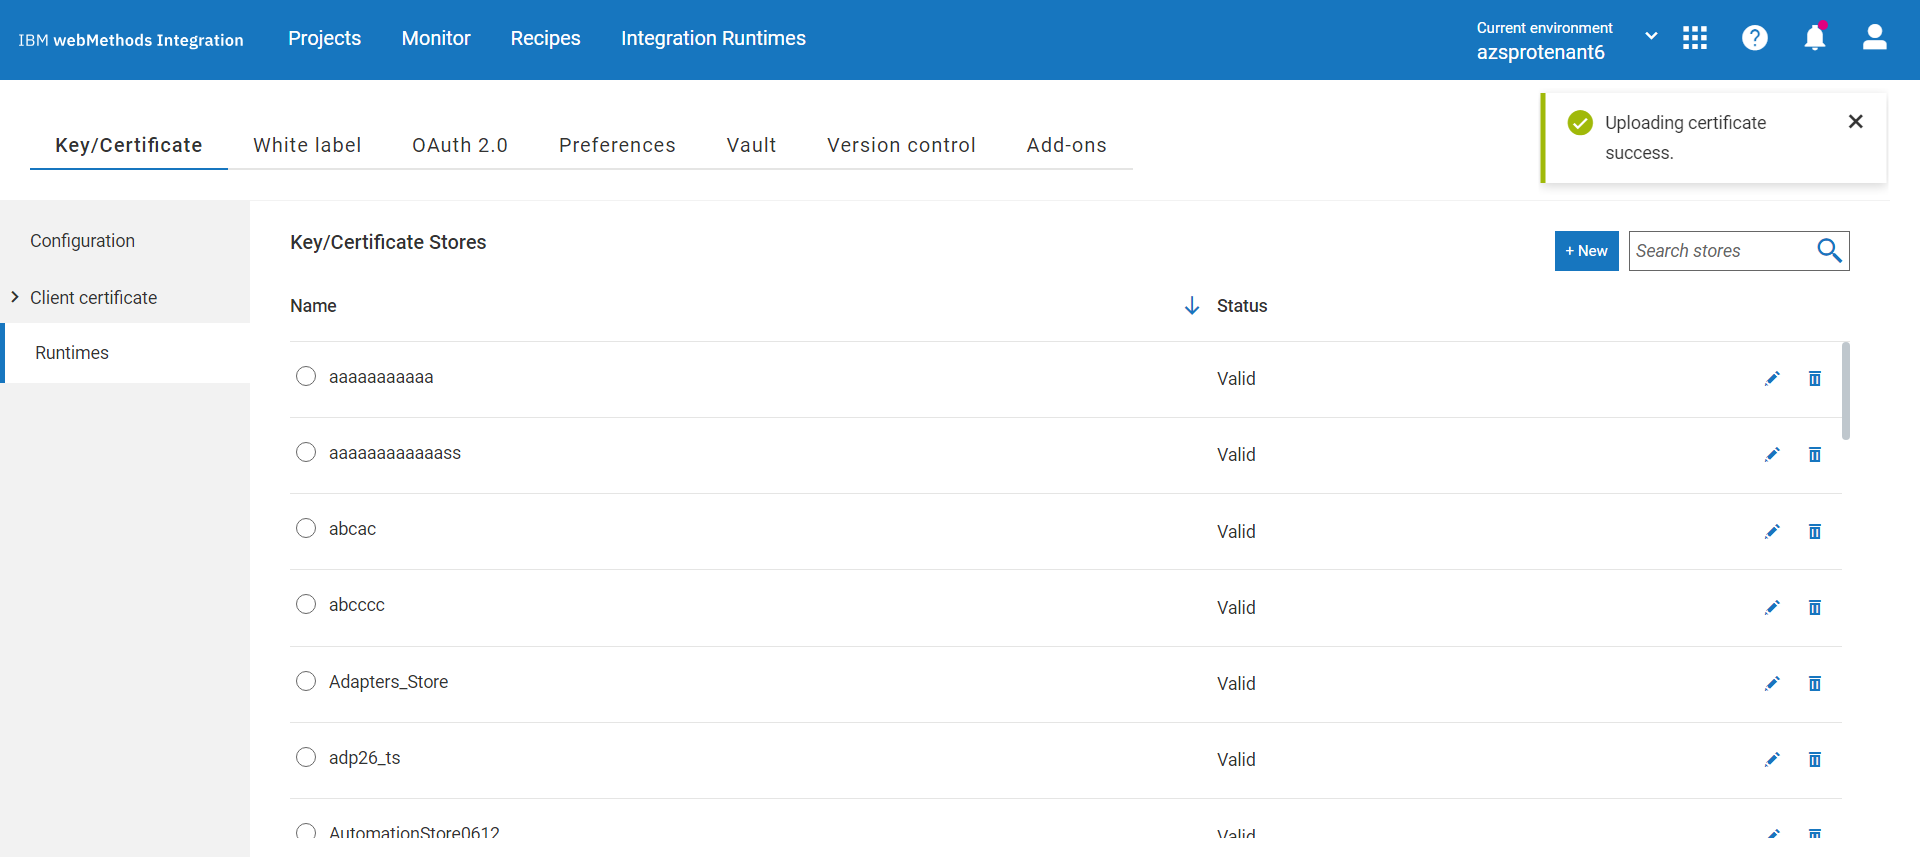 IBM webMethods Integration
Projects
Monitor
Recipes
Integration Runtimes
Current environment
azsprotenant6
Key/Certificate
White label
OAuth 2.0
Preferences
Vault
Version control
Add-ons
Uploading certificate
success.
Configuration
Client certificate
Runtimes
Key/Certificate Stores
+ New
Search stores
Name
Status
aaaaaaaaaaa
Valid
aaaaaaaaaaaass
Valid
abcac
Valid
abcccc
Valid
Adapters_Store
Valid
adp26_ts
Valid
AutomationStore0612
Valid